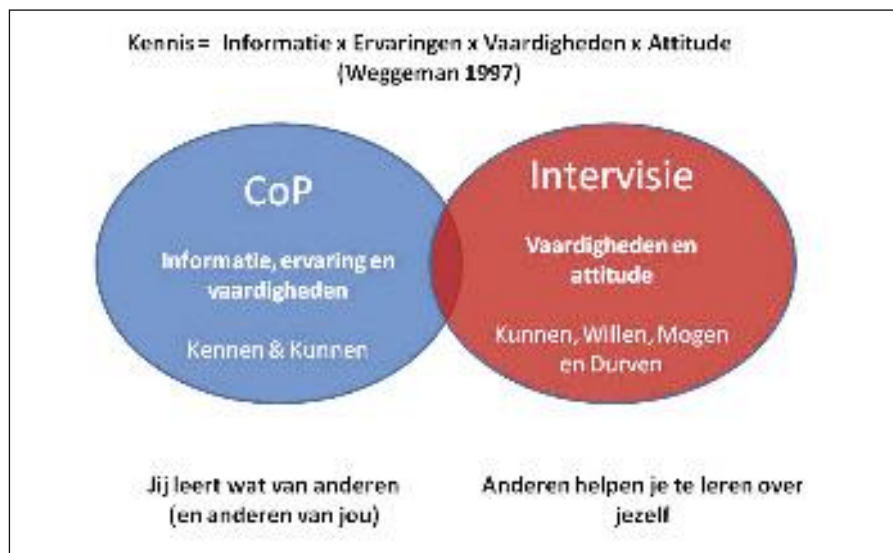 Kennis = Informatie x Ervaringen x Vaardigheden x Attitude
(Weggeman 1997)
CoP
Informatie, ervaring en
vaardigheden
Kennen & Kunnen
Intervisie
Vaardigheden en
attitude
Kunnen, Willen, Mogen
en Durven
Jij leert wat van anderen
(en anderen van jou)
Anderen helpen je te leren over
jezelf